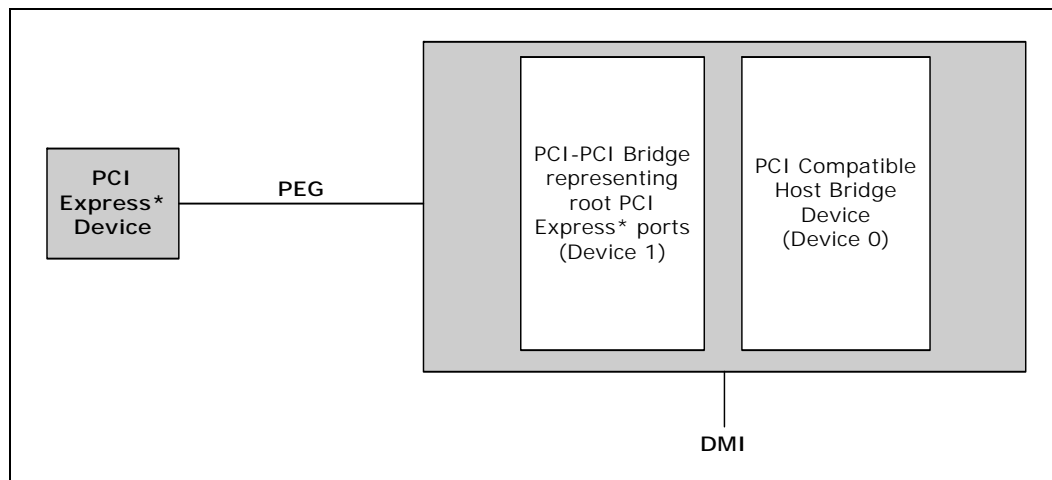 PCI
Express*
Device
PEG
PCI-PCI Bridge
representing
root PCI
Express* ports
(Device 1)
PCI Compatible
Host Bridge
Device
(Device 0)
DMI